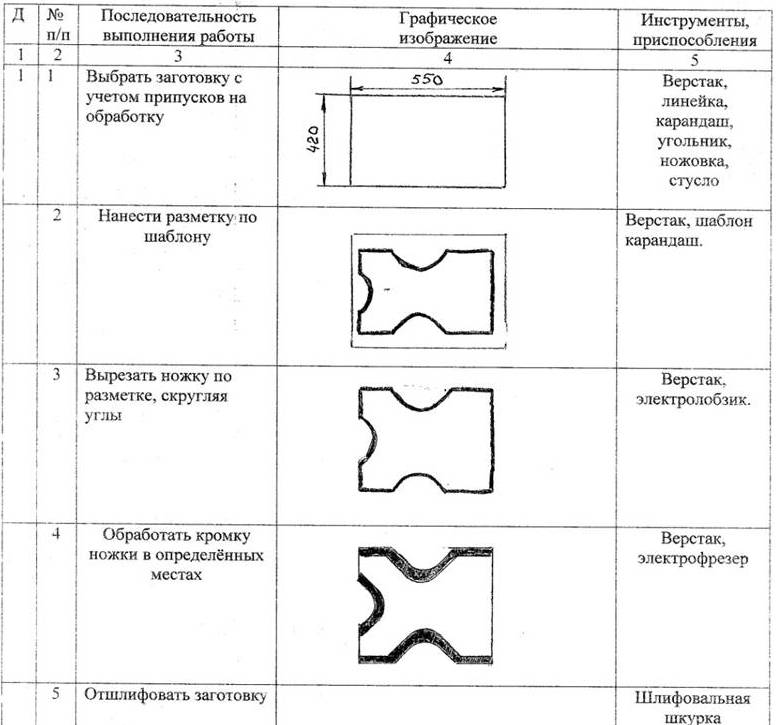 Д
№
п/п
Последовательность
выполнения работы
Графическое
изображение
Инструменты,
приспособления
1
2
3
4
5
1
1
Выбрать заготовку с
учетом припусков на
обработку
550
420
Верстак,
линейка,
карандаш,
угольник,
ножовка,
стусло
2
Нанести разметку по
шаблону
Верстак, шаблон
карандаш.
3
Вырезать ножку по
разметке, скругляя
углы
Верстак,
электролобзик.
4
Обработать кромку
ножки в определённых
местах
Верстак,
электрофрезер
5
Отшлифовать заготовку
Шлифовальная
шкурка